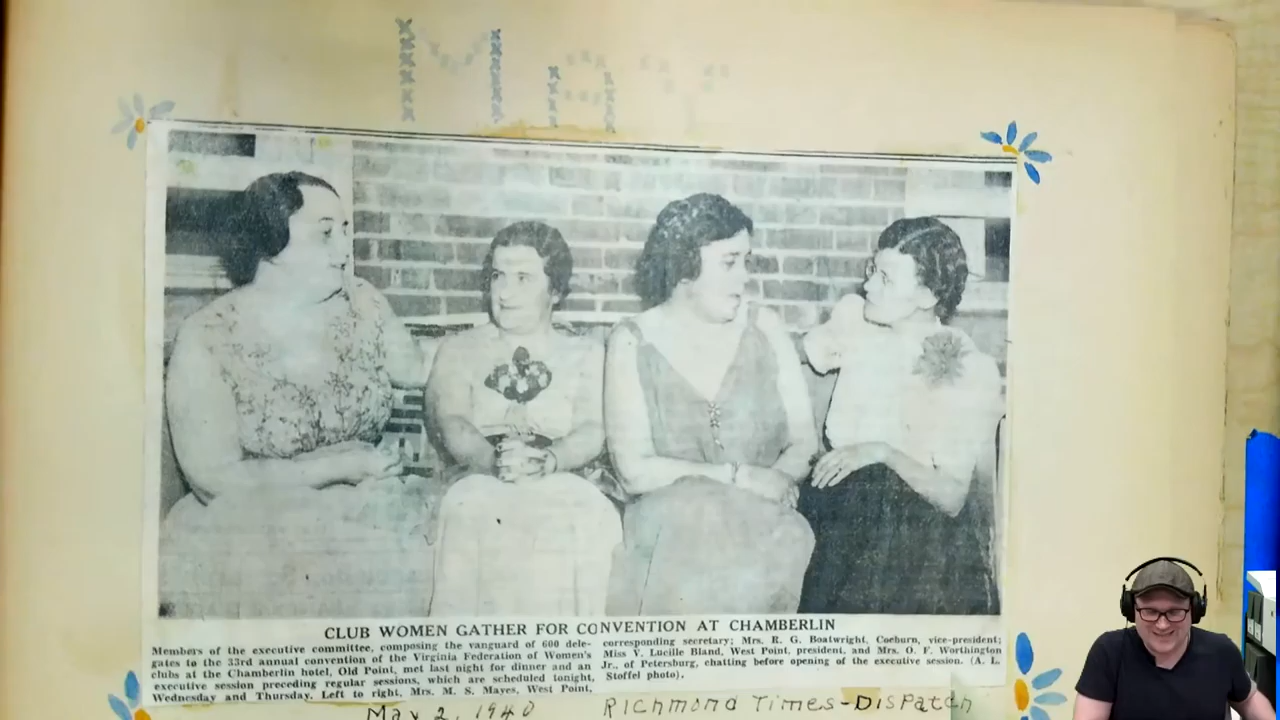 May
CLUB WOMEN GATHER FOR CONVENTION AT CHAMBERLIN
Members of the executive committee, composing the vanguard of 600 dele-
gates to the 33rd annual convention of the Virginia Federation of Women's
clubs at the Chamberlin hotel, Old Point, met last night for dinner and an
executive session preceding regular sessions, which are scheduled tonight,
Wednesday and Thursday. Left to right, Mrs. M. S. Mayes, West Point,
corresponding secretary; Mrs. R. G. Boatwright, Coeburn, vice-president;
Miss V. Lucille Bland, West Point, president, and Mrs. O. F. Worthington
Jr., of Petersburg, chatting before opening of the executive session. (A. L.
Stoffel photo).
May 2, 1940
Richmond Times-Dispatch